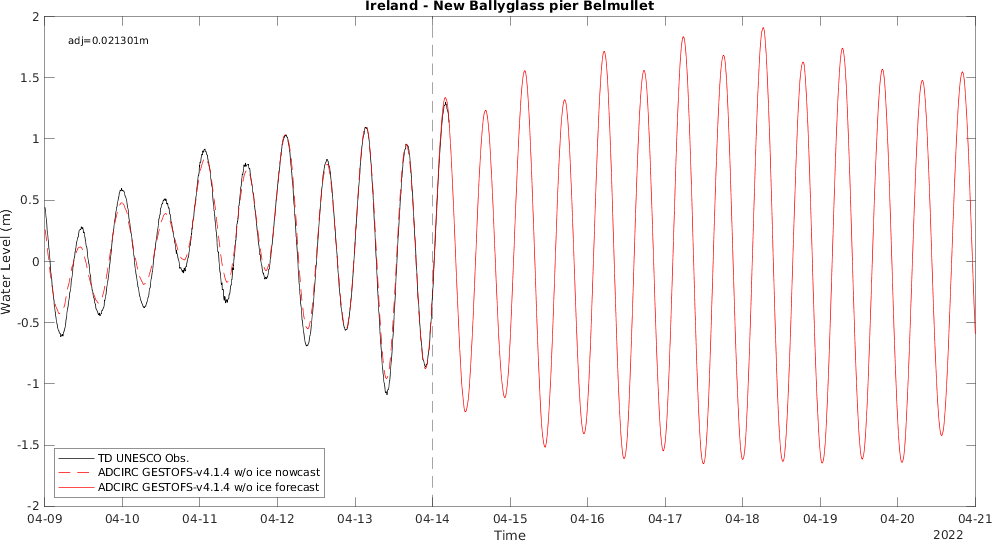 Ireland - New Ballyglass pier Belmullet
adj=0.021301m
2
1.5
1
0.5
0
-0.5
-1
-1.5
-2
Water Level (m)
TD UNESCO Obs.
ADCIRC GESTOFS-v4.1.4 w/o ice nowcast
ADCIRC GESTOFS-v4.1.4 w/o ice forecast
04-09 04-10 04-11 04-12 04-13 04-14 04-15 04-16 04-17 04-18 04-19 04-20 04-21
Time
2022